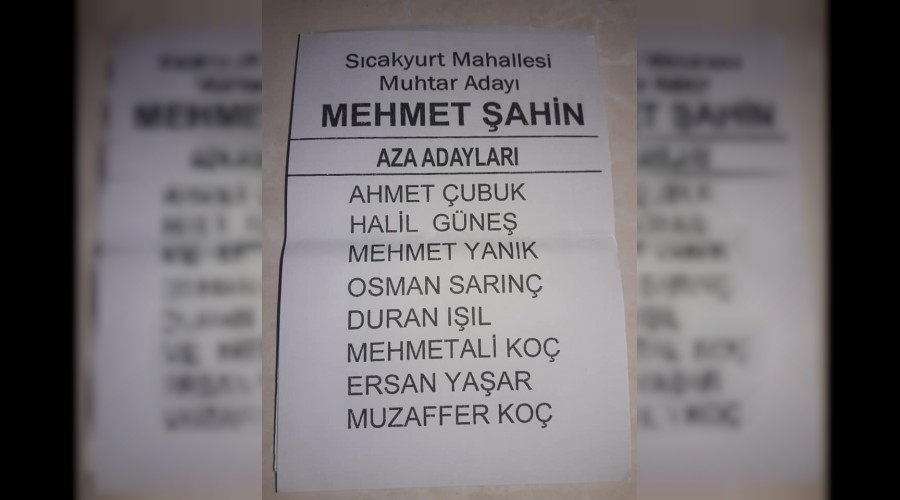 Sıcakyurt Mahallesi
Muhtar Adayı
MEHMET ŞAHİN
AZA ADAYLARI
AHMET ÇUBUK
HALİL GÜNEŞ
MEHMET YANIK
OSMAN SARINÇ
DURAN IŞIL
MEHMETALİ KOÇ
ERSAN YAŞAR
MUZAFFER KOÇ